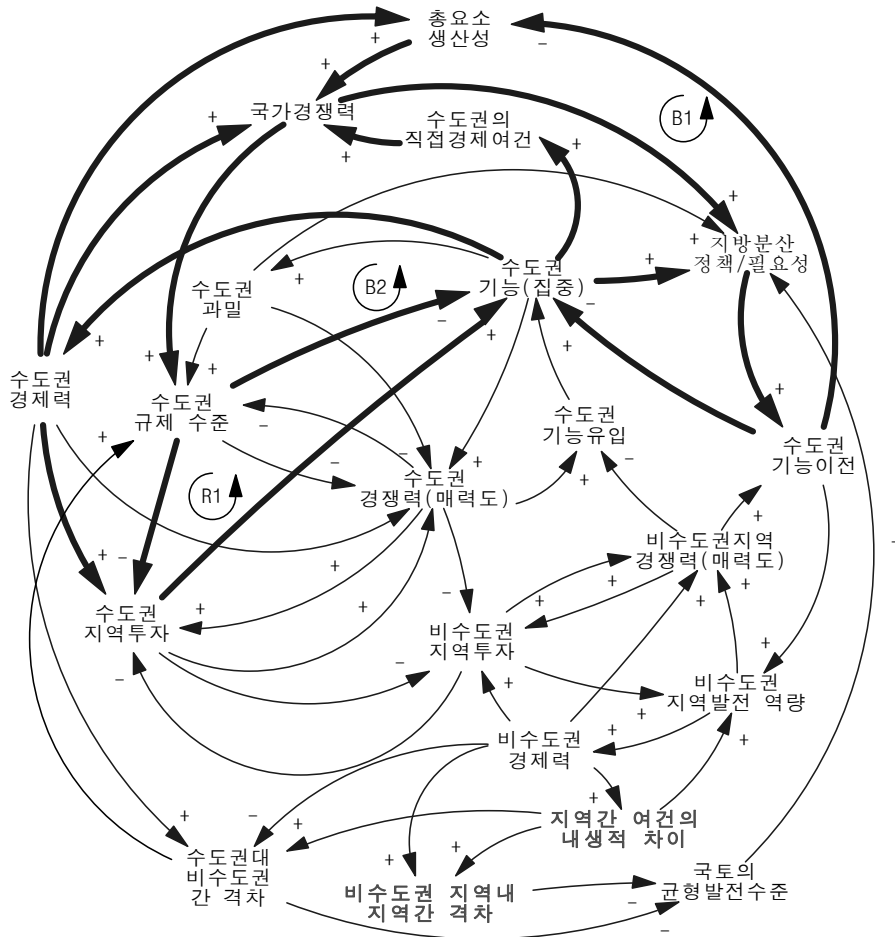 총요소
생산성
국가경쟁력
수도권의
직접경제여건
B1
지방분산
정책/필요성
수도권
기능(집중)
B2
수도권
과밀
수도권
경제력
수도권
규제 수준
수도권
기능유입
수도권
기능이전
R1
수도권
경쟁력(매력도)
비수도권지역
경쟁력(매력도)
수도권
지역투자
비수도권
지역투자
비수도권
지역발전 역량
비수도권
경제력
지역간 여건의
내생적 차이
수도권대
비수도권
간 격차
비수도권 지역내
지역간 격차
국토의
균형발전수준